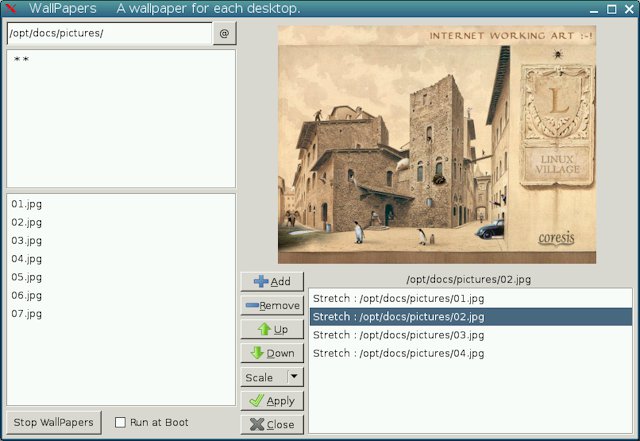 WallPapers A wallpaper for each desktop.
/opt/docs/pictures/
@
**
01.jpg
02.jpg
03.jpg
04.jpg
05.jpg
06.jpg
07.jpg
Stop WallPapers
Run at Boot
INTERNET WORKING ART :-!
L
LINUX
VILLAGE
coresis
Add
Remove
Up
Down
Scale
Apply
Close
/opt/docs/pictures/02.jpg
Stretch : /opt/docs/pictures/01.jpg
Stretch : /opt/docs/pictures/02.jpg
Stretch : /opt/docs/pictures/03.jpg
Stretch : /opt/docs/pictures/04.jpg